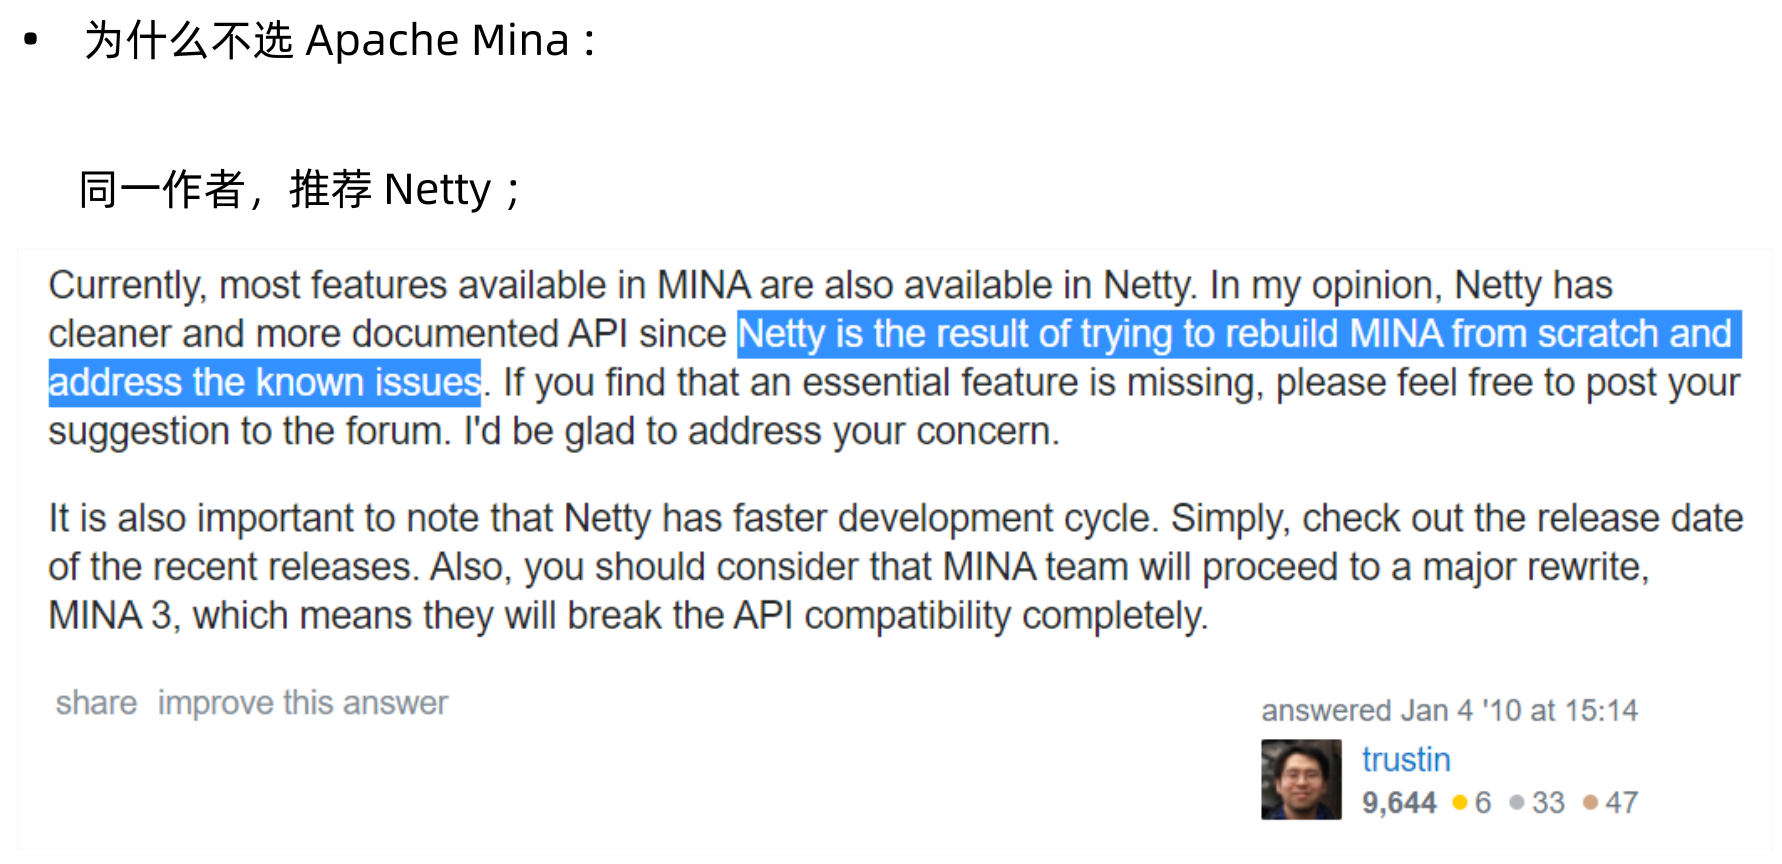 • 为什么不选 Apache Mina：
同一作者，推荐 Netty；
Currently, most features available in MINA are also available in Netty. In my opinion, Netty has
cleaner and more documented API since Netty is the result of trying to rebuild MINA from scratch and
address the known issues. If you find that an essential feature is missing, please feel free to post your
suggestion to the forum. I'd be glad to address your concern.
It is also important to note that Netty has faster development cycle. Simply, check out the release date
of the recent releases. Also, you should consider that MINA team will proceed to a major rewrite,
MINA 3, which means they will break the API compatibility completely.
share improve this answer
answered Jan 4 '10 at 15:14
trustin
9,644 ●6 ●33 ●47